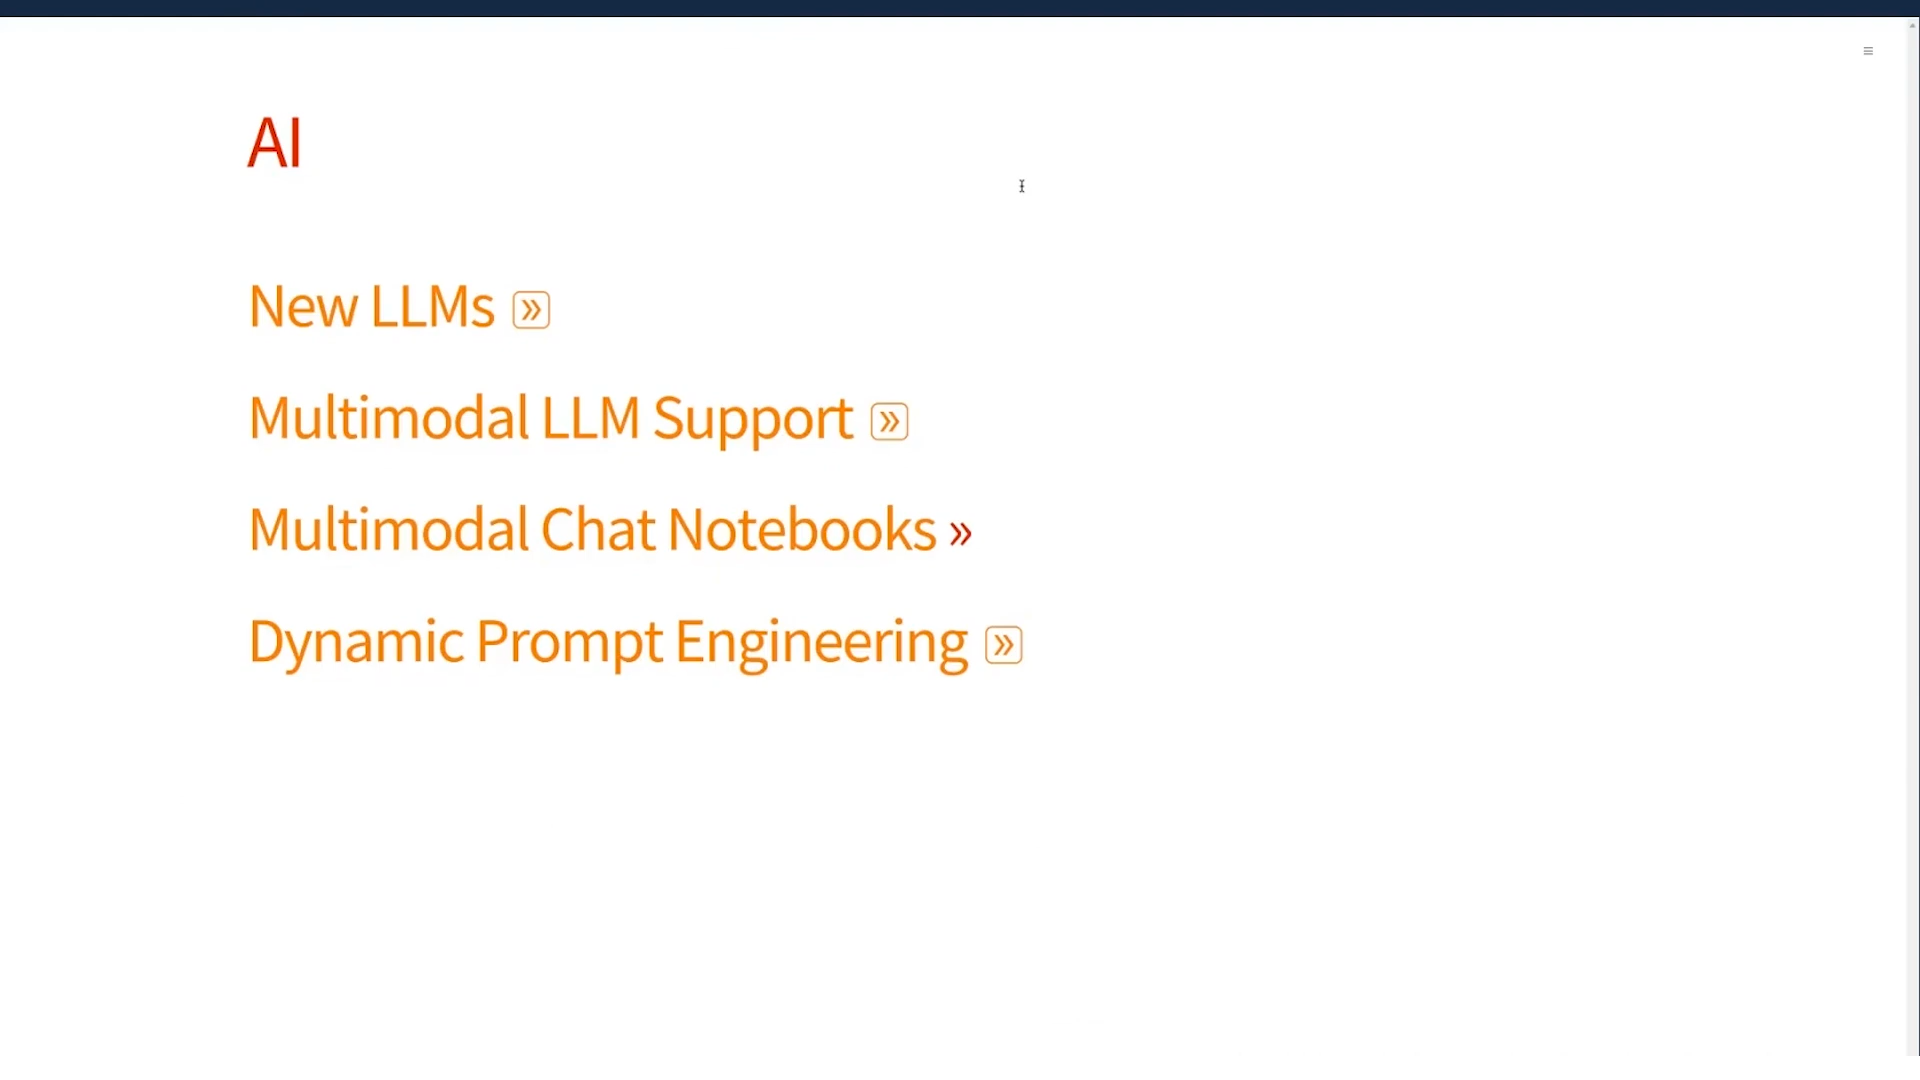 AI
New LLMs »
Multimodal LLM Support »
Multimodal Chat Notebooks »
Dynamic Prompt Engineering »